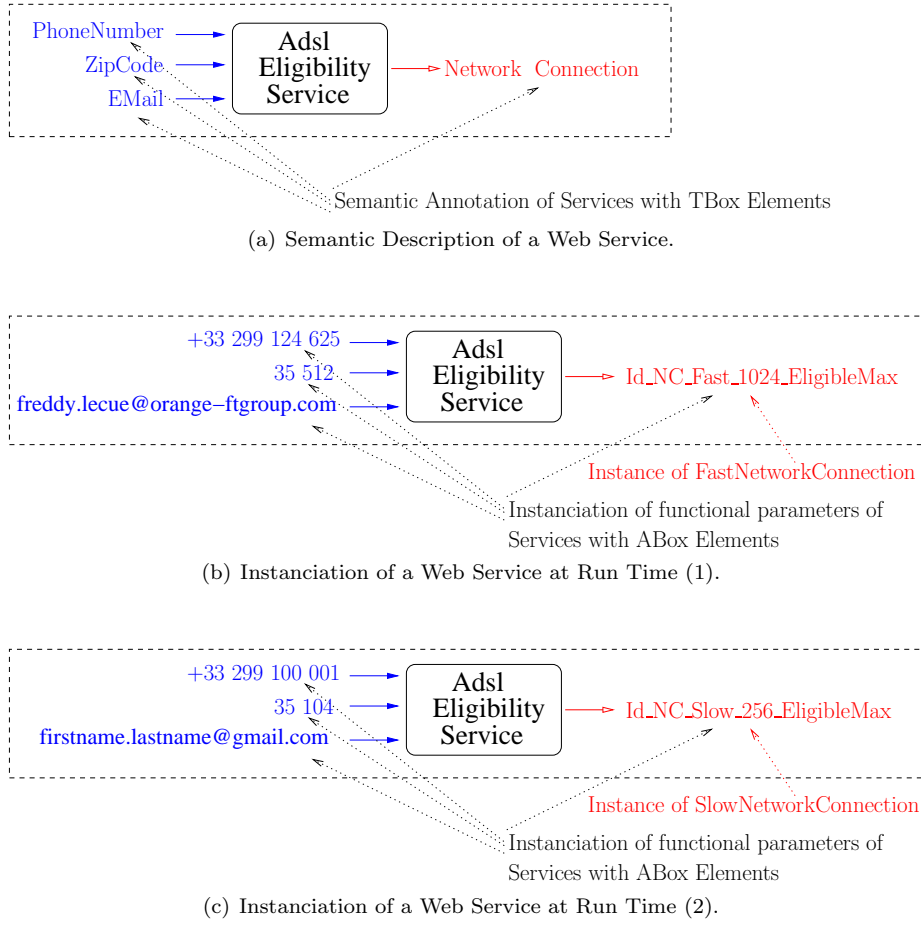 PhoneNumber
ZipCode
EMail
Adsl
Eligibility
Service
Network Connection
Semantic Annotation of Services with TBox Elements
(a) Semantic Description of a Web Service.
+33 299 124 625
35 512
freddy.lecue@orange-ftgroup.com
Adsl
Eligibility
Service
Id_NC_Fast_1024_EligibleMax
Instance of FastNetworkConnection
Instanciation of functional parameters of
Services with ABox Elements
(b) Instanciation of a Web Service at Run Time (1).
+33 299 100 001
35 104
firstname.lastname@gmail.com
Adsl
Eligibility
Service
Id_NC_Slow_256_EligibleMax
Instance of SlowNetworkConnection
Instanciation of functional parameters of
Services with ABox Elements
(c) Instanciation of a Web Service at Run Time (2).